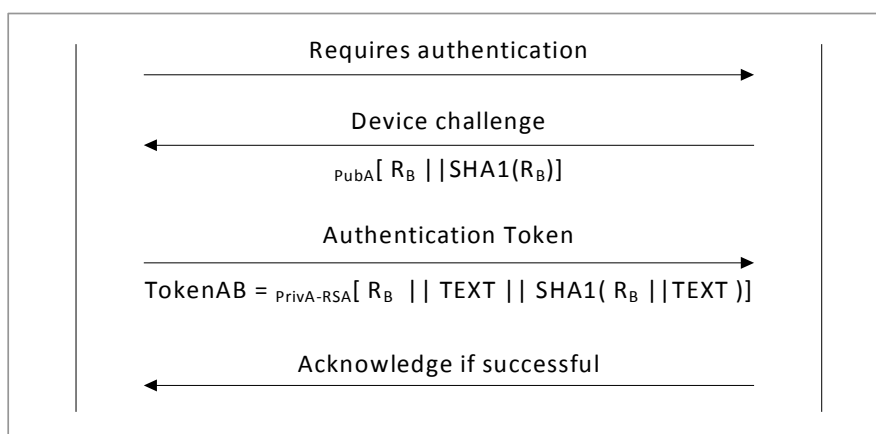 Requires authentication
Device challenge
PubA[ RB ||SHA1(RB)]
Authentication Token
TokenAB = PrivA-RSA[ RB || TEXT || SHA1( RB ||TEXT )]
Acknowledge if successful